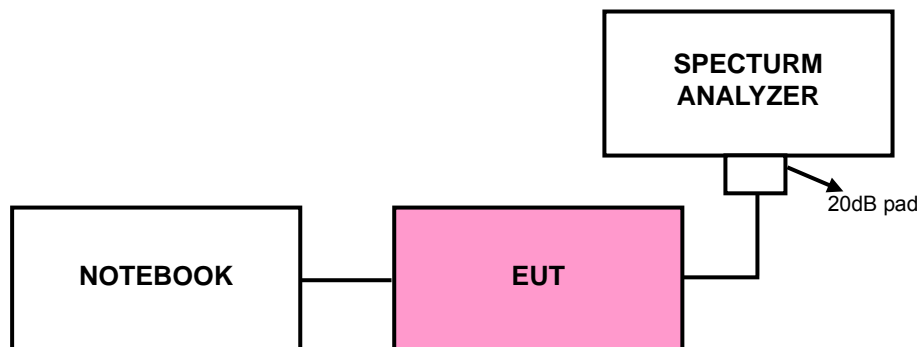 SPECTURM
ANALYZER
20dB pad
NOTEBOOK
EUT